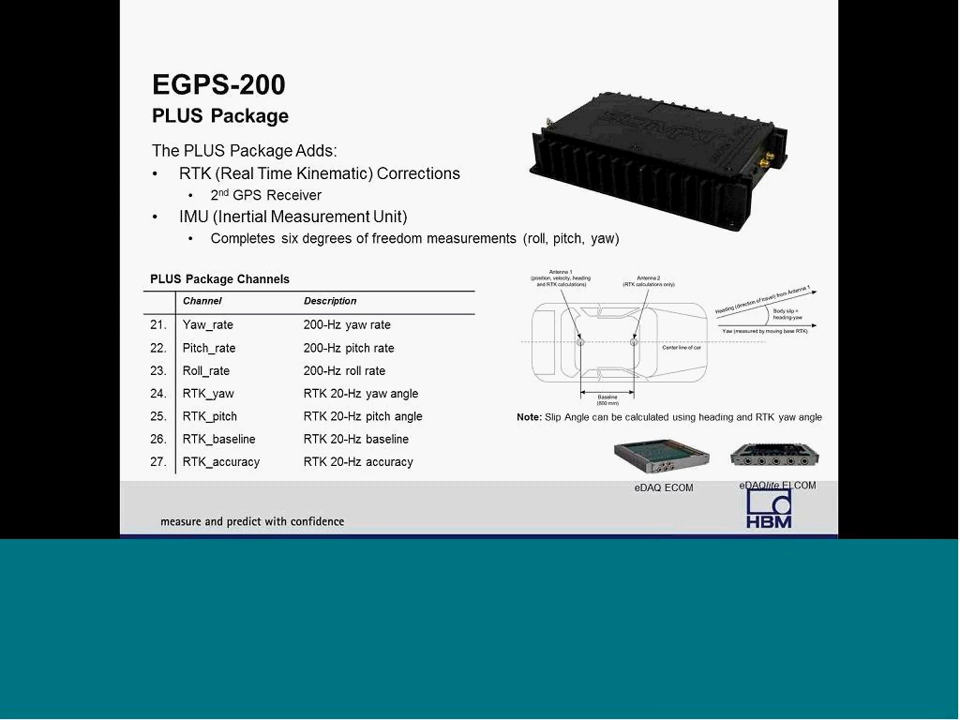 EGPS-200
PLUS Package
The PLUS Package Adds:
• RTK (Real Time Kinematic) Corrections
• 2nd GPS Receiver
• IMU (Inertial Measurement Unit)
• Completes six degrees of freedom measurements (roll, pitch, yaw)
PLUS Package Channels
Channel Description
21. Yaw_rate 200-Hz yaw rate
22. Pitch_rate 200-Hz pitch rate
23. Roll_rate 200-Hz roll rate
24. RTK_yaw RTK 20-Hz yaw angle
25. RTK_pitch RTK 20-Hz pitch angle
26. RTK_baseline RTK 20-Hz baseline
27. RTK_accuracy RTK 20-Hz accuracy
Antenna 1
(position, velocity, heading
and RTK calculations)
Antenna 2
(RTK calculations only)
Heading (direction of travel) from Antenna 1
Body slip =
heading-yaw
Yaw (measured by moving base RTK)
Center line of car
Baseline
(600 mm)
Note: Slip Angle can be calculated using heading and RTK yaw angle
eDAQ ECOM
eDAQlite ELCOM
measure and predict with confidence
HBM